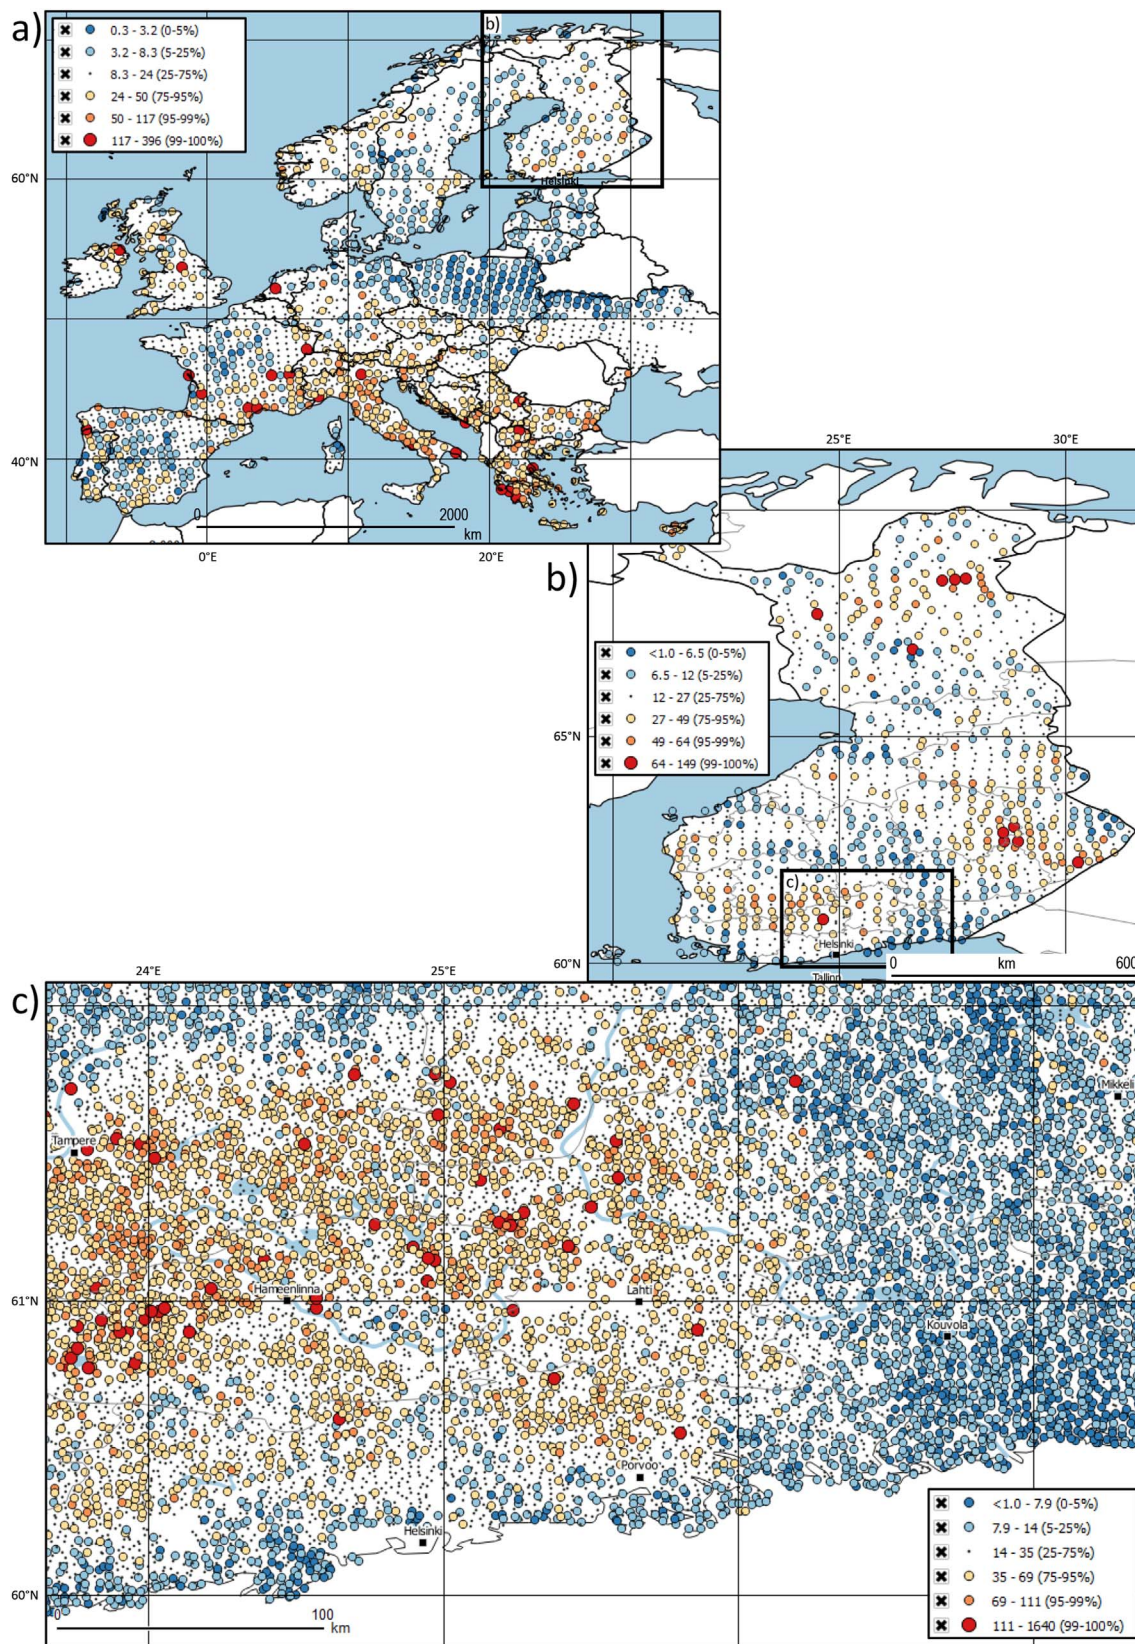 a)
0.3 - 3.2 (0-5%)
3.2 - 8.3 (5-25%)
8.3 - 24 (25-75%)
24 - 50 (75-95%)
50 - 117 (95-99%)
117 - 396 (99-100%)
b)
60°N
Helsinki
40°N
0
2000
km
0°E
20°E
25°E
30°E
b)
<1.0 - 6.5 (0-5%)
6.5 - 12 (5-25%)
12 - 27 (25-75%)
27 - 49 (75-95%)
49 - 64 (95-99%)
64 - 149 (99-100%)
65°N
c)
Helsinki
60°N
Tallinn
0
km
600
24°E
25°E
c)
Mikkeli
Tampere
61°N
Hameenlinna
Lahti
Kouvola
Porvoo
Helsinki
60°N
0
100
km
<1.0 - 7.9 (0-5%)
7.9 - 14 (5-25%)
14 - 35 (25-75%)
35 - 69 (75-95%)
69 - 111 (95-99%)
111 - 1640 (99-100%)